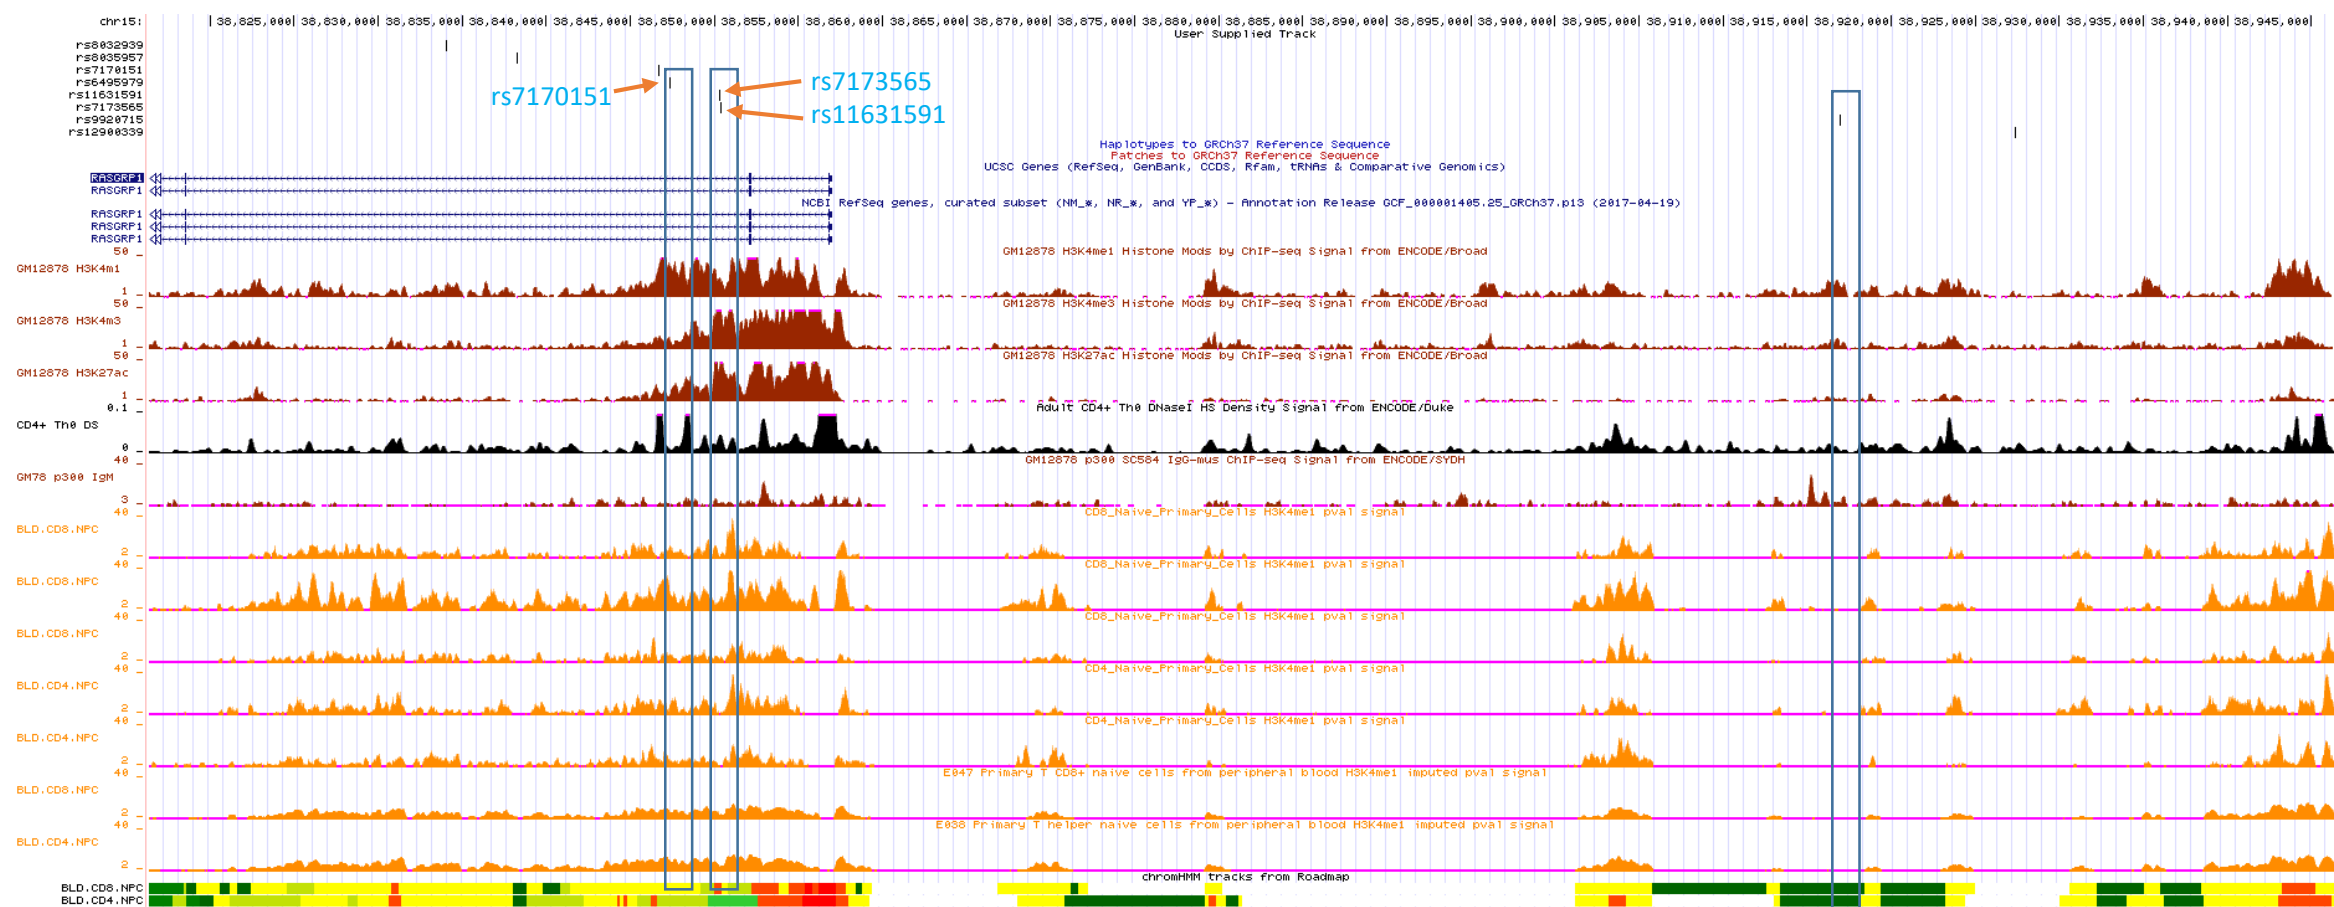 chr15: | 38,825,000| 38,830,000| 38,835,000| 38,840,000| 38,845,000| 38,850,000| 38,855,000| 38,860,000| 38,865,000| 38,870,000| 38,875,000| 38,880,000| 38,885,000| 38,890,000| 38,895,000| 38,900,000| 38,905,000| 38,910,000| 38,915,000| 38,920,000| 38,925,000| 38,930,000| 38,935,000| 38,940,000| 38,945,000|
User Supplied Track
rs8032939
rs8035957
rs7170151
rs6495979
rs11631591
rs7173565
rs9920715
rs12900339
rs7170151
rs7173565
rs11631591
Haplotypes to GRCh37 Reference Sequence
Patches to GRCh37 Reference Sequence
UCSC Genes (RefSeq, GenBank, CCDS, Rfam, tRNAs & Comparative Genomics)
RASGRP1
RASGRP1
NCBI RefSeq genes, curated subset (NM_*, NR_*, and YP_*) - Annotation Release GCF_000001405.25_GRCh37.p13 (2017-04-19)
RASGRP1
RASGRP1
RASGRP1
GM12878 H3K4me1 Histone Mods by ChIP-seq Signal from ENCODE/Broad
50 _
GM12878 H3K4m1
1 _
GM12878 H3K4me3 Histone Mods by ChIP-seq Signal from ENCODE/Broad
50 _
GM12878 H3K4m3
1 _
GM12878 H3K27ac Histone Mods by ChIP-seq Signal from ENCODE/Broad
50 _
GM12878 H3K27ac
1 _
Adult CD4+ Th0 DNaseI HS Density Signal from ENCODE/Duke
0.1 _
CD4+ Th0 DS
0 _
GM12878 p300 SC584 IgG-mus ChIP-seq Signal from ENCODE/SYDH
40 _
GM78 p300 IgM
3 _
CD8_Naive_Primary_Cells H3K4me1 pval signal
40 _
BLD.CD8.NPC
2 _
CD8_Naive_Primary_Cells H3K4me1 pval signal
40 _
BLD.CD8.NPC
2 _
CD8_Naive_Primary_Cells H3K4me1 pval signal
40 _
BLD.CD8.NPC
2 _
CD4_Naive_Primary_Cells H3K4me1 pval signal
40 _
BLD.CD4.NPC
2 _
CD4_Naive_Primary_Cells H3K4me1 pval signal
40 _
BLD.CD4.NPC
2 _
E047 Primary T CD8+ naive cells from peripheral blood H3K4me1 imputed pval signal
40 _
BLD.CD8.NPC
2 _
E038 Primary T helper naive cells from peripheral blood H3K4me1 imputed pval signal
40 _
BLD.CD4.NPC
2 _
chromHMM tracks from Roadmap
BLD.CD8.NPC
BLD.CD4.NPC